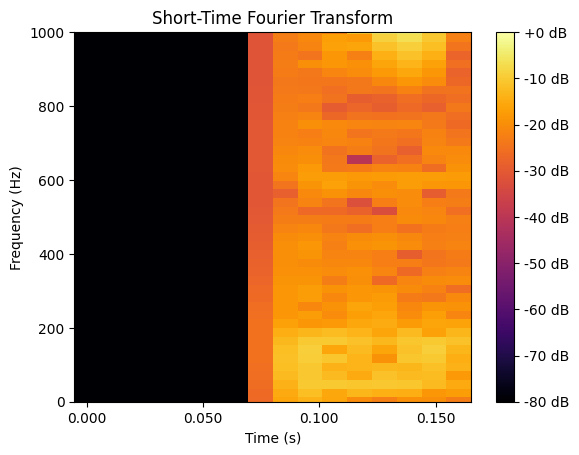 Short-Time Fourier Transform
1000
800
600
400
200
0
Frequency (Hz)
0.000
0.050
0.100
0.150
Time (s)
+0 dB
-10 dB
-20 dB
-30 dB
-40 dB
-50 dB
-60 dB
-70 dB
-80 dB